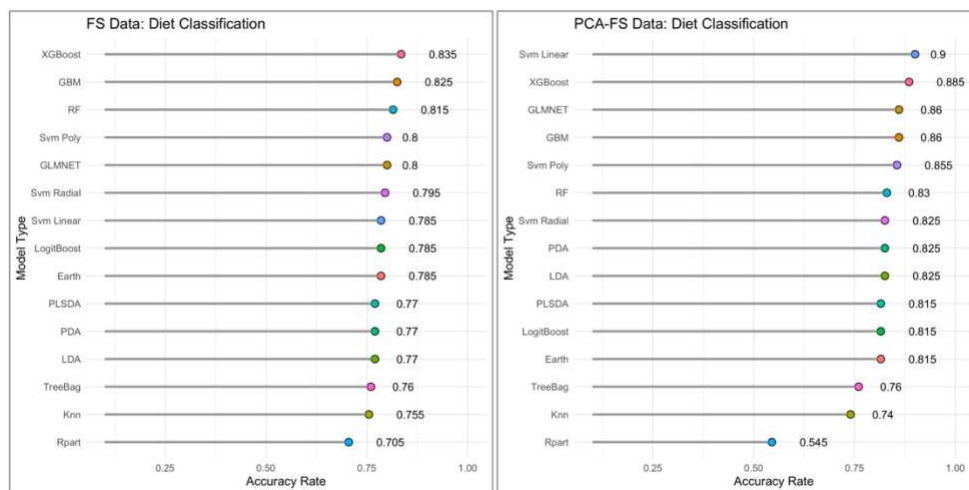 FS Data: Diet Classification
XGBoost 0.835
GBM 0.825
RF 0.815
Svm Poly 0.8
GLMNET 0.8
Svm Radial 0.795
Svm Linear 0.785
LogitBoost 0.785
Earth 0.785
PLSDA 0.77
PDA 0.77
LDA 0.77
TreeBag 0.76
Knn 0.755
Rpart 0.705
Model Type
0.25 0.50 0.75 1.00
Accuracy Rate
PCA-FS Data: Diet Classification
Svm Linear 0.9
XGBoost 0.885
GLMNET 0.86
GBM 0.86
Svm Poly 0.855
RF 0.83
Svm Radial 0.825
PDA 0.825
LDA 0.825
PLSDA 0.815
LogitBoost 0.815
Earth 0.815
TreeBag 0.76
Knn 0.74
Rpart 0.545
Model Type
0.25 0.50 0.75 1.00
Accuracy Rate